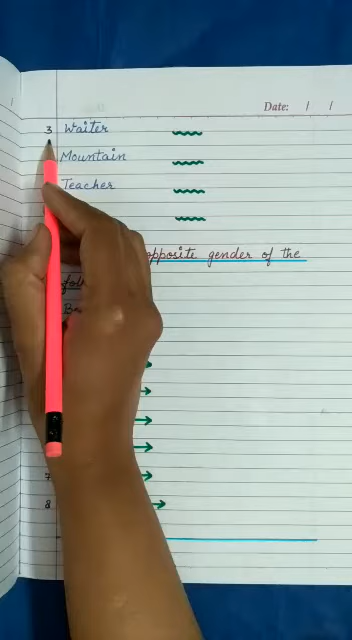 Date: / /
3 Waiter
Mountain
Teacher
opposite gender of the
7
8